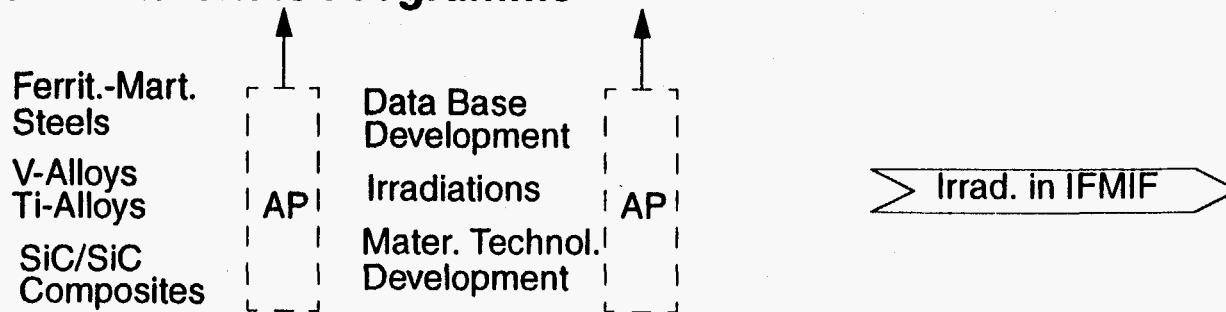 Programme
Ferrit.-Mart.
Steels
V-Alloys
Ti-Alloys
SiC/SiC
Composites
AP
Data Base
Development
Irradiations
Mater. Technol.
Development
AP
Irrad. in IFMIF